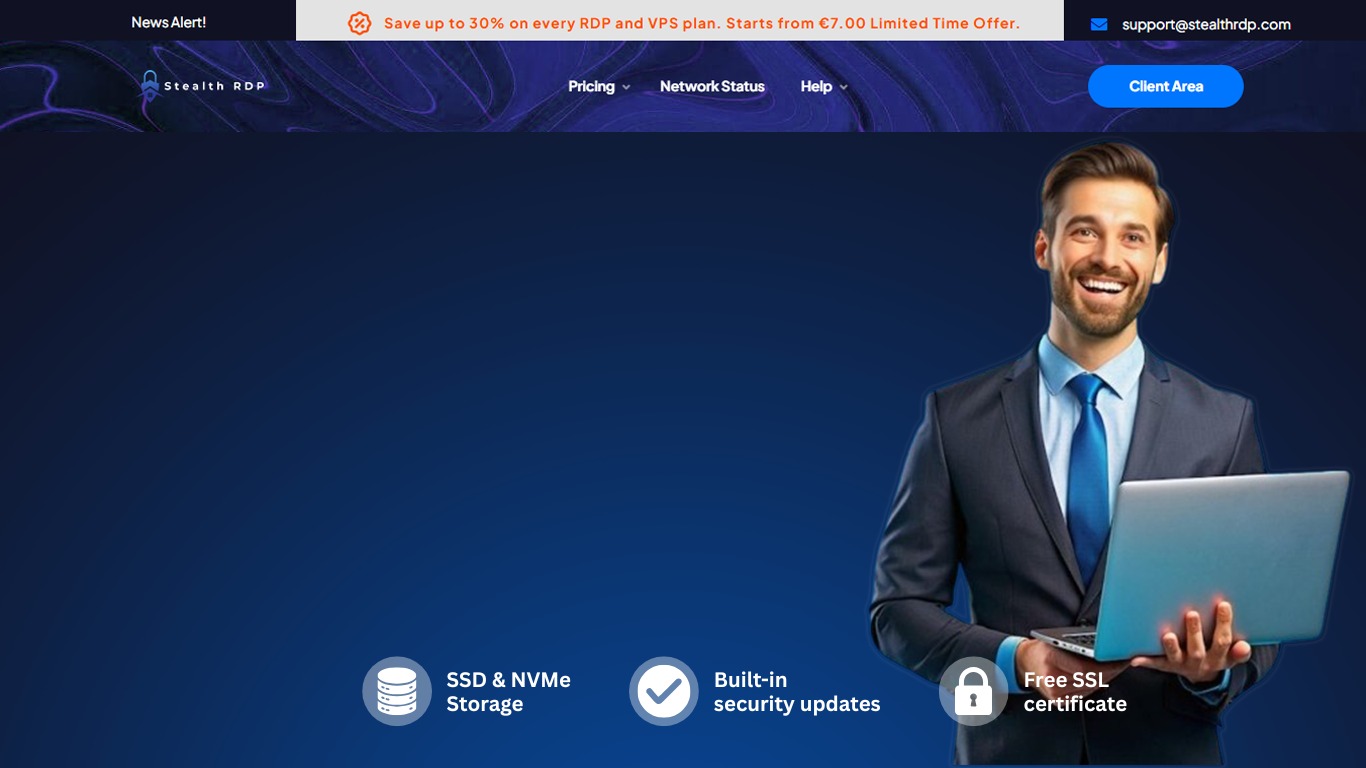 News Alert!
Save up to 30% on every RDP and VPS plan. Starts from €7.00 Limited Time Offer.
support@stealthrdp.com
Stealth RDP
Pricing
Network Status
Help
Client Area
SSD & NVMe
Storage
Built-in
security updates
Free SSL
certificate